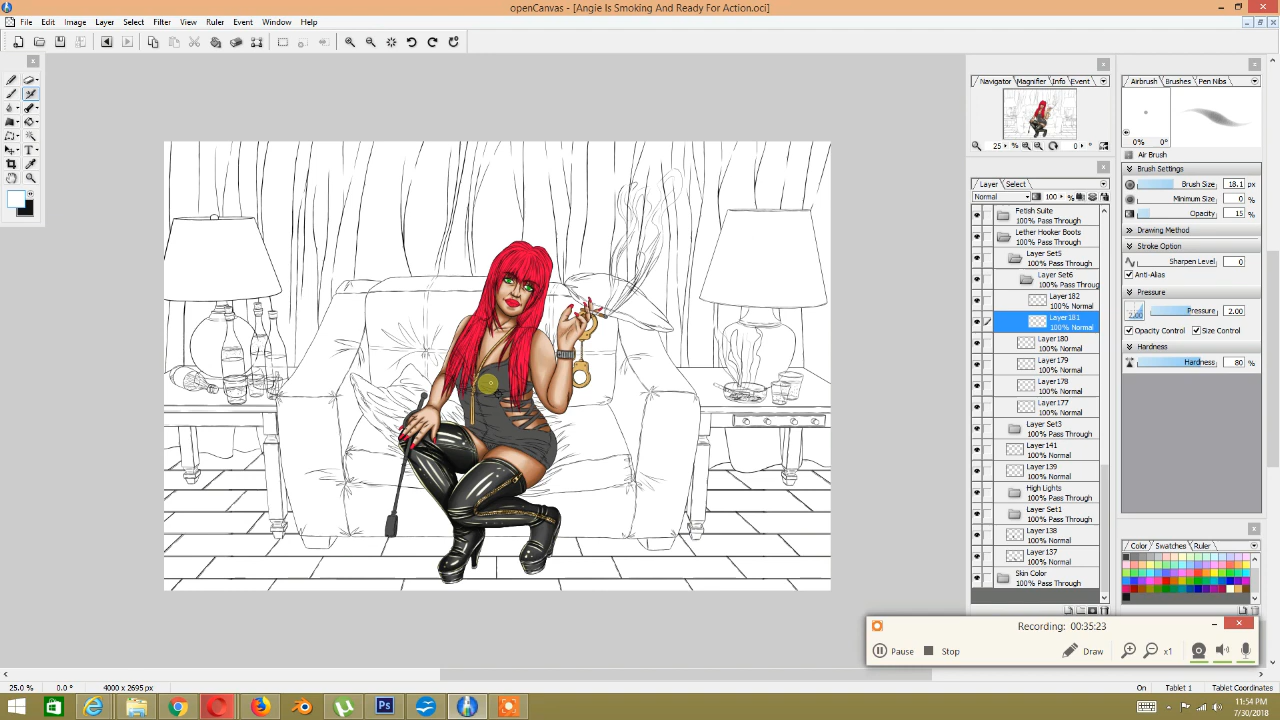 openCanvas - [Angie Is Smoking And Ready For Action.oci]
File Edit Image Layer Select Filter View Ruler Event Window Help
Navigator Magnifier Info Event
25 % 0 °
Layer Select
Normal 100 %
Fetish Suite
100% Pass Through
Lether Hooker Boots
100% Pass Through
Layer Set5
100% Pass Through
Layer Set6
100% Pass Throug
Layer182
100% Normal
Layer181
100% Normal
Layer180
100% Normal
Layer179
100% Normal
Layer178
100% Normal
Layer177
100% Normal
Layer Set3
100% Pass Through
Layer141
100% Normal
Layer139
100% Normal
High Lights
100% Pass Through
Layer Set1
100% Pass Through
Layer138
100% Normal
Layer137
100% Normal
Skin Color
100% Pass Through
Airbrush Brushes Pen Nibs
0% 0°
Air Brush
Brush Settings
Brush Size 18.1 px
Minimum Size 0 %
Opacity 15 %
Drawing Method
Stroke Option
Sharpen Level 0
Anti-Alias
Pressure
2.00 Pressure 2.00
Opacity Control Size Control
Hardness
Hardness 80 %
Color Swatches Ruler
Recording: 00:35:23
Pause Stop Draw x1
25.0 % 0.0 ° 4000 x 2695 px On Tablet 1 Tablet Coordinates
Ps
11:54 PM
7/30/2018